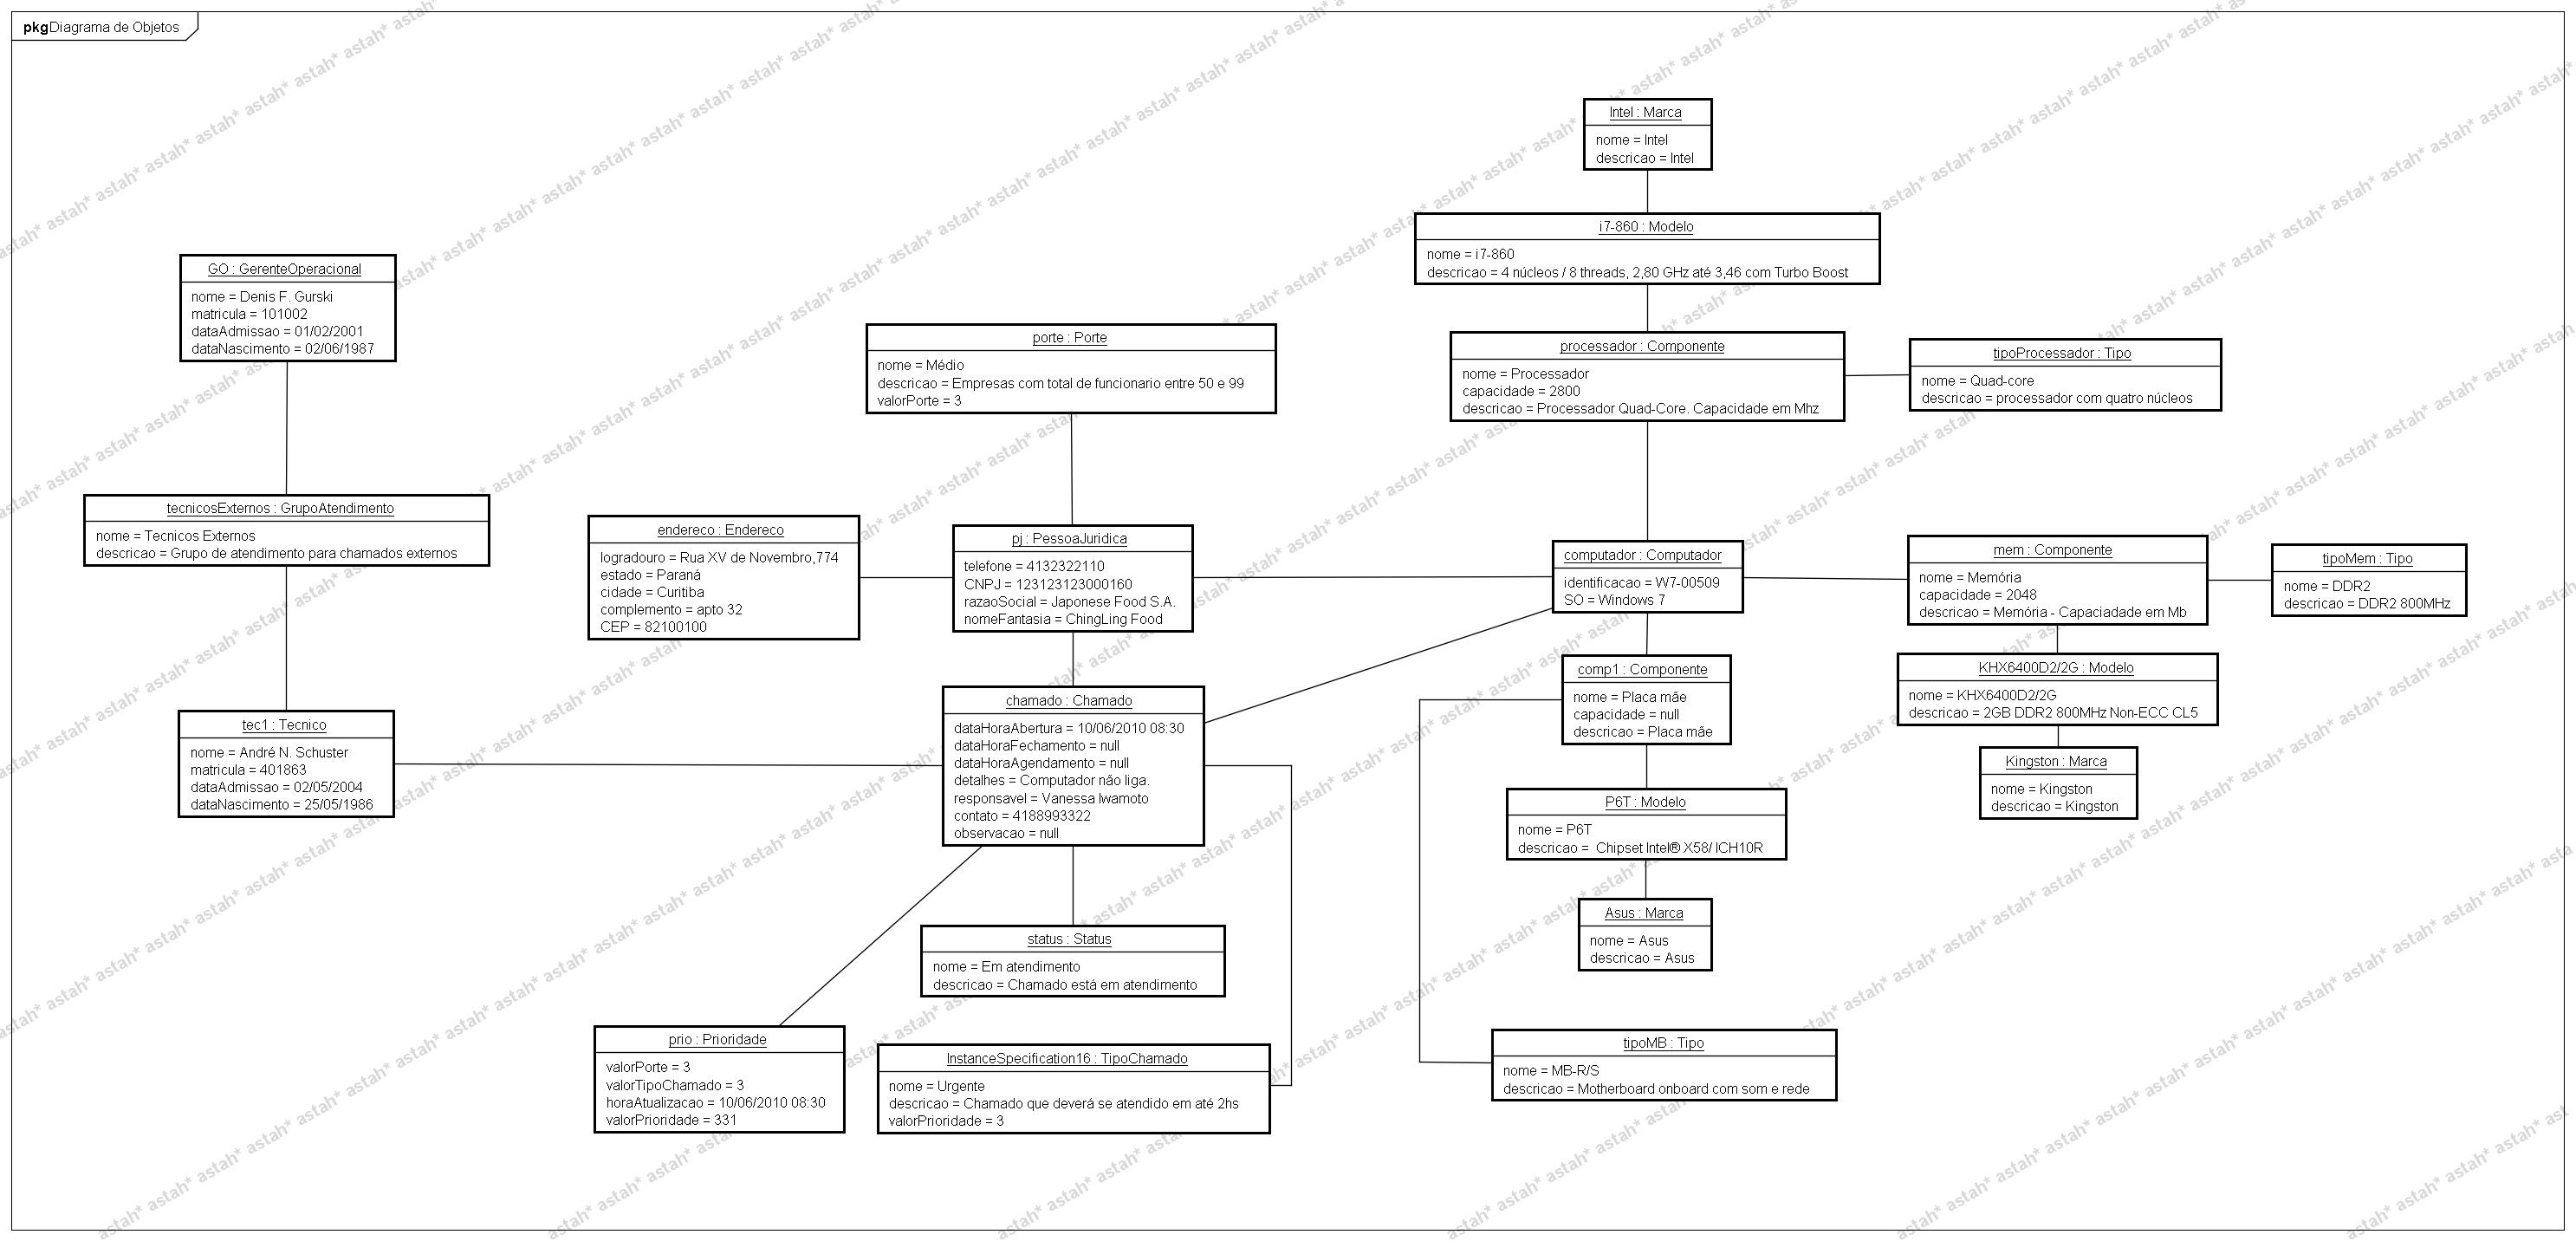 pkg Diagrama de Objetos
Intel : Marca
nome = Intel
descricao = Intel
i7-860 : Modelo
nome = i7-860
descricao = 4 núcleos / 8 threads, 2,80 GHz até 3,46 com Turbo Boost
GO : GerenteOperacional
nome = Denis F. Gurski
matricula = 101002
dataAdmissao = 01/02/2001
dataNascimento = 02/06/1987
porte : Porte
nome = Médio
descricao = Empresas com total de funcionario entre 50 e 99
valorPorte = 3
processador : Componente
nome = Processador
capacidade = 2800
descricao = Processador Quad-Core. Capacidade em Mhz
tipoProcessador : Tipo
nome = Quad-core
descricao = processador com quatro núcleos
tecnicosExternos : GrupoAtendimento
nome = Tecnicos Externos
descricao = Grupo de atendimento para chamados externos
endereco : Endereco
logradouro = Rua XV de Novembro,774
estado = Paraná
cidade = Curitiba
complemento = apto 32
CEP = 82100100
pj : PessoaJuridica
telefone = 4132322110
CNPJ = 123123123000160
razaoSocial = Japonese Food S.A.
nomeFantasia = ChingLing Food
computador : Computador
identificacao = W7-00509
SO = Windows 7
mem : Componente
nome = Memória
capacidade = 2048
descricao = Memória - Capaciadade em Mb
tipoMem : Tipo
nome = DDR2
descricao = DDR2 800MHz
tec1 : Tecnico
nome = André N. Schuster
matricula = 401863
dataAdmissao = 02/05/2004
dataNascimento = 25/05/1986
chamado : Chamado
dataHoraAbertura = 10/06/2010 08:30
dataHoraFechamento = null
dataHoraAgendamento = null
detalhes = Computador não liga.
responsavel = Vanessa Iwamoto
contato = 4188993322
observacao = null
comp1 : Componente
nome = Placa mãe
capacidade = null
descricao = Placa mãe
KHX6400D2/2G : Modelo
nome = KHX6400D2/2G
descricao = 2GB DDR2 800MHz Non-ECC CL5
Kingston : Marca
nome = Kingston
descricao = Kingston
P6T : Modelo
nome = P6T
descricao =  Chipset Intel® X58/ ICH10R
Asus : Marca
nome = Asus
descricao = Asus
status : Status
nome = Em atendimento
descricao = Chamado está em atendimento
prio : Prioridade
valorPorte = 3
valorTipoChamado = 3
horaAtualizacao = 10/06/2010 08:30
valorPrioridade = 331
InstanceSpecification16 : TipoChamado
nome = Urgente
descricao = Chamado que deverá se atendido em até 2hs
valorPrioridade = 3
tipoMB : Tipo
nome = MB-R/S
descricao = Motherboard onboard com som e rede
astah* astah* astah* astah* astah* astah* astah* astah*